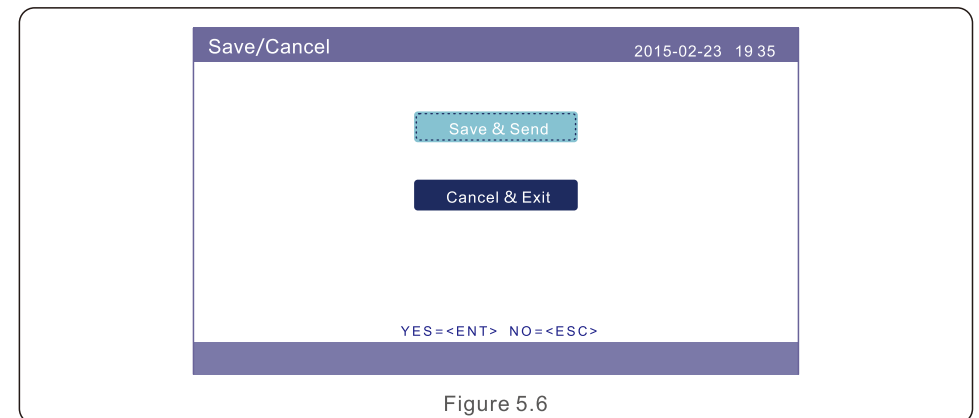 Save/Cancel 2015-02-23 19 35
Save & Send
Cancel & Exit
YES=<ENT> NO=<ESC>
Figure 5.6